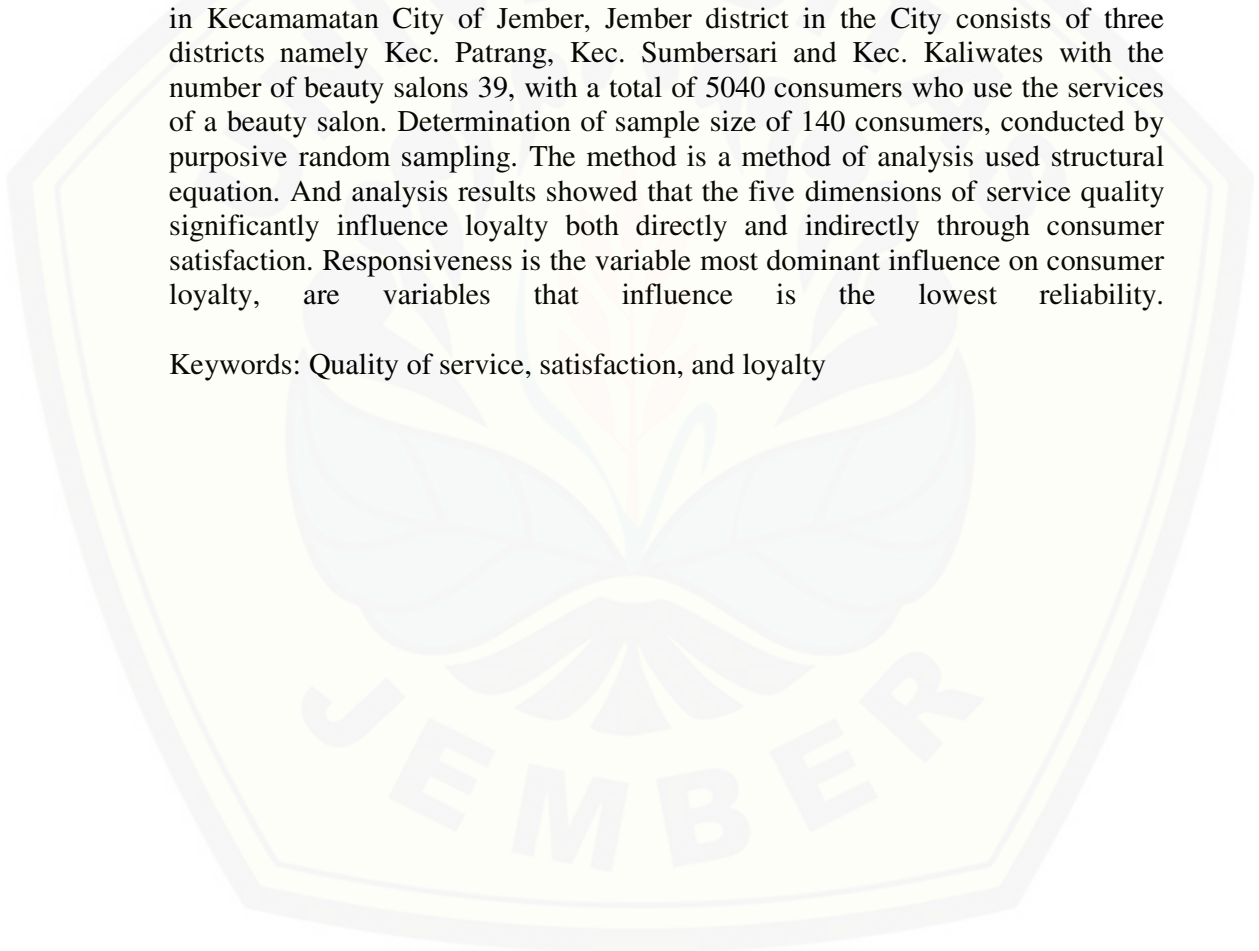 in Kecamamatan City of Jember, Jember district in the City consists of three
districts namely Kec. Patrang, Kec. Sumbersari and Kec. Kaliwates with the
number of beauty salons 39, with a total of 5040 consumers who use the services
of a beauty salon. Determination of sample size of 140 consumers, conducted by
purposive random sampling. The method is a method of analysis used structural
equation. And analysis results showed that the five dimensions of service quality
significantly influence loyalty both directly and indirectly through consumer
satisfaction. Responsiveness is the variable most dominant influence on consumer
loyalty, are variables that influence is the lowest reliability.
Keywords: Quality of service, satisfaction, and loyalty
JEMBER